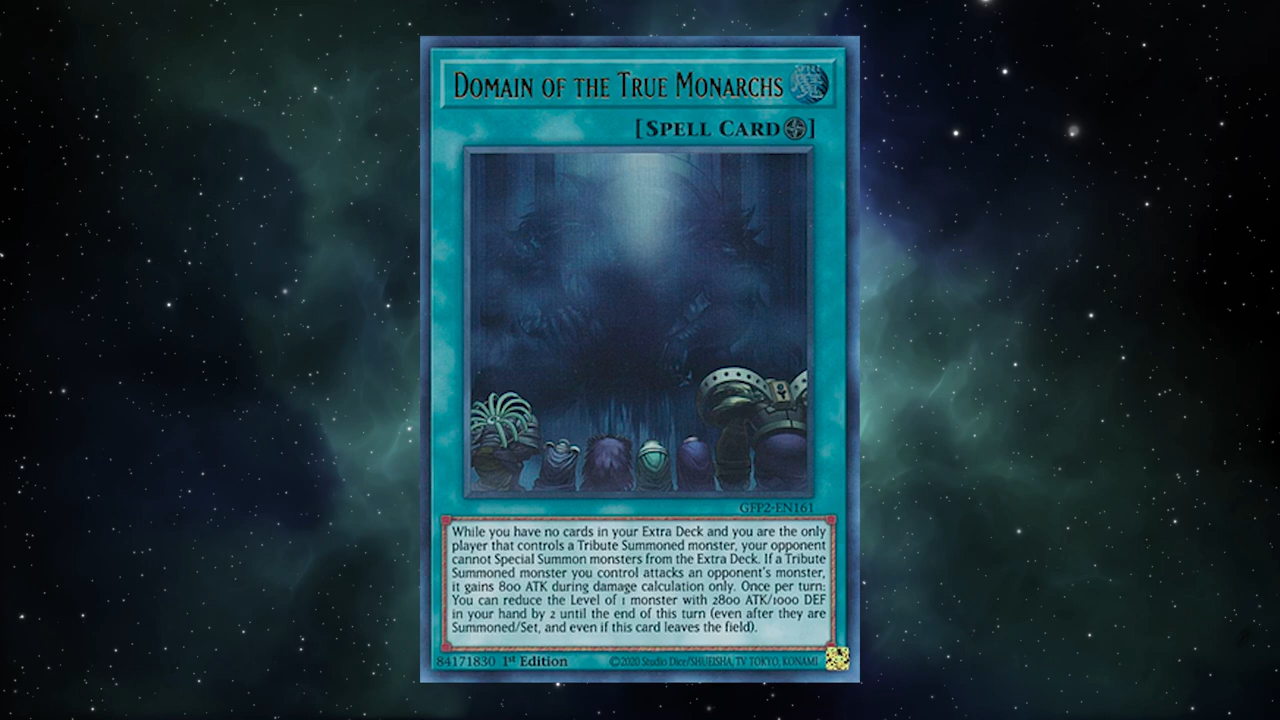 DOMAIN OF THE TRUE MONARCHS 魔
[SPELL CARD]
GFP2-EN161
While you have no cards in your Extra Deck and you are the only
player that controls a Tribute Summoned monster, your opponent
cannot Special Summon monsters from the Extra Deck. If a Tribute
Summoned monster you control attacks an opponent's monster,
it gains 800 ATK during damage calculation only. Once per turn:
You can reduce the Level of 1 monster with 2800 ATK/1000 DEF
in your hand by 2 until the end of this turn (even after they are
Summoned/Set, and even if this card leaves the field).
84171830 1st Edition ©2020 Studio Dice/SHUEISHA, TV TOKYO, KONAMI